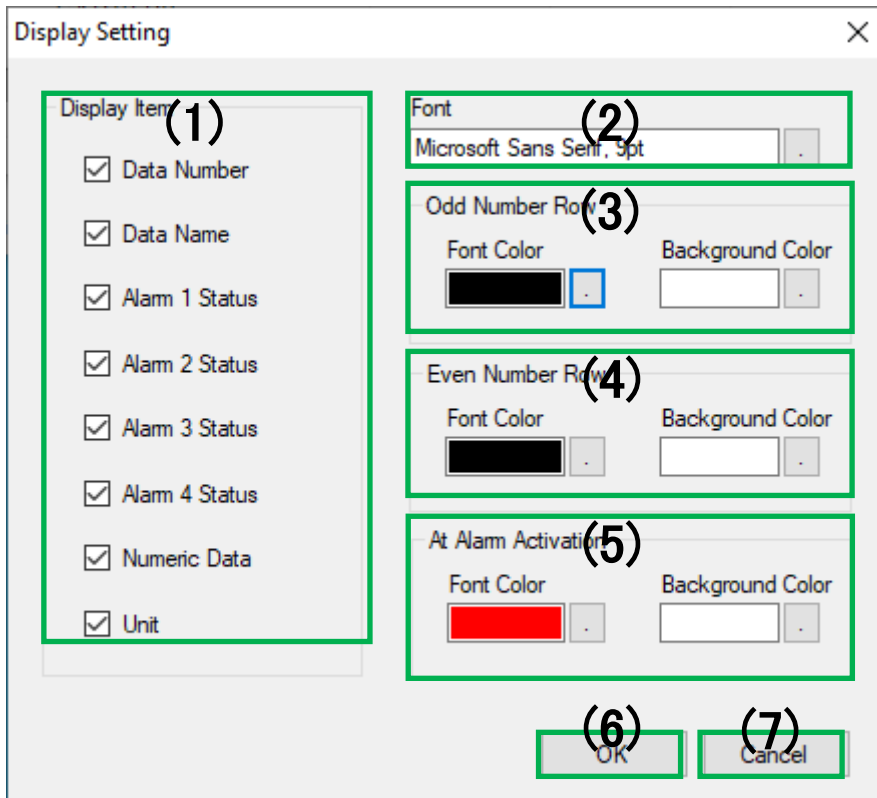 Display Setting
Display Item
(1)
Data Number
Data Name
Alarm 1 Status
Alarm 2 Status
Alarm 3 Status
Alarm 4 Status
Numeric Data
Unit
Font
(2)
Microsoft Sans Serif, 9pt
.
Odd Number Row
(3)
Font Color
Background Color
.
.
Even Number Row
(4)
Font Color
Background Color
.
.
At Alarm Activation
(5)
Font Color
Background Color
.
.
(6)
OK
(7)
Cancel